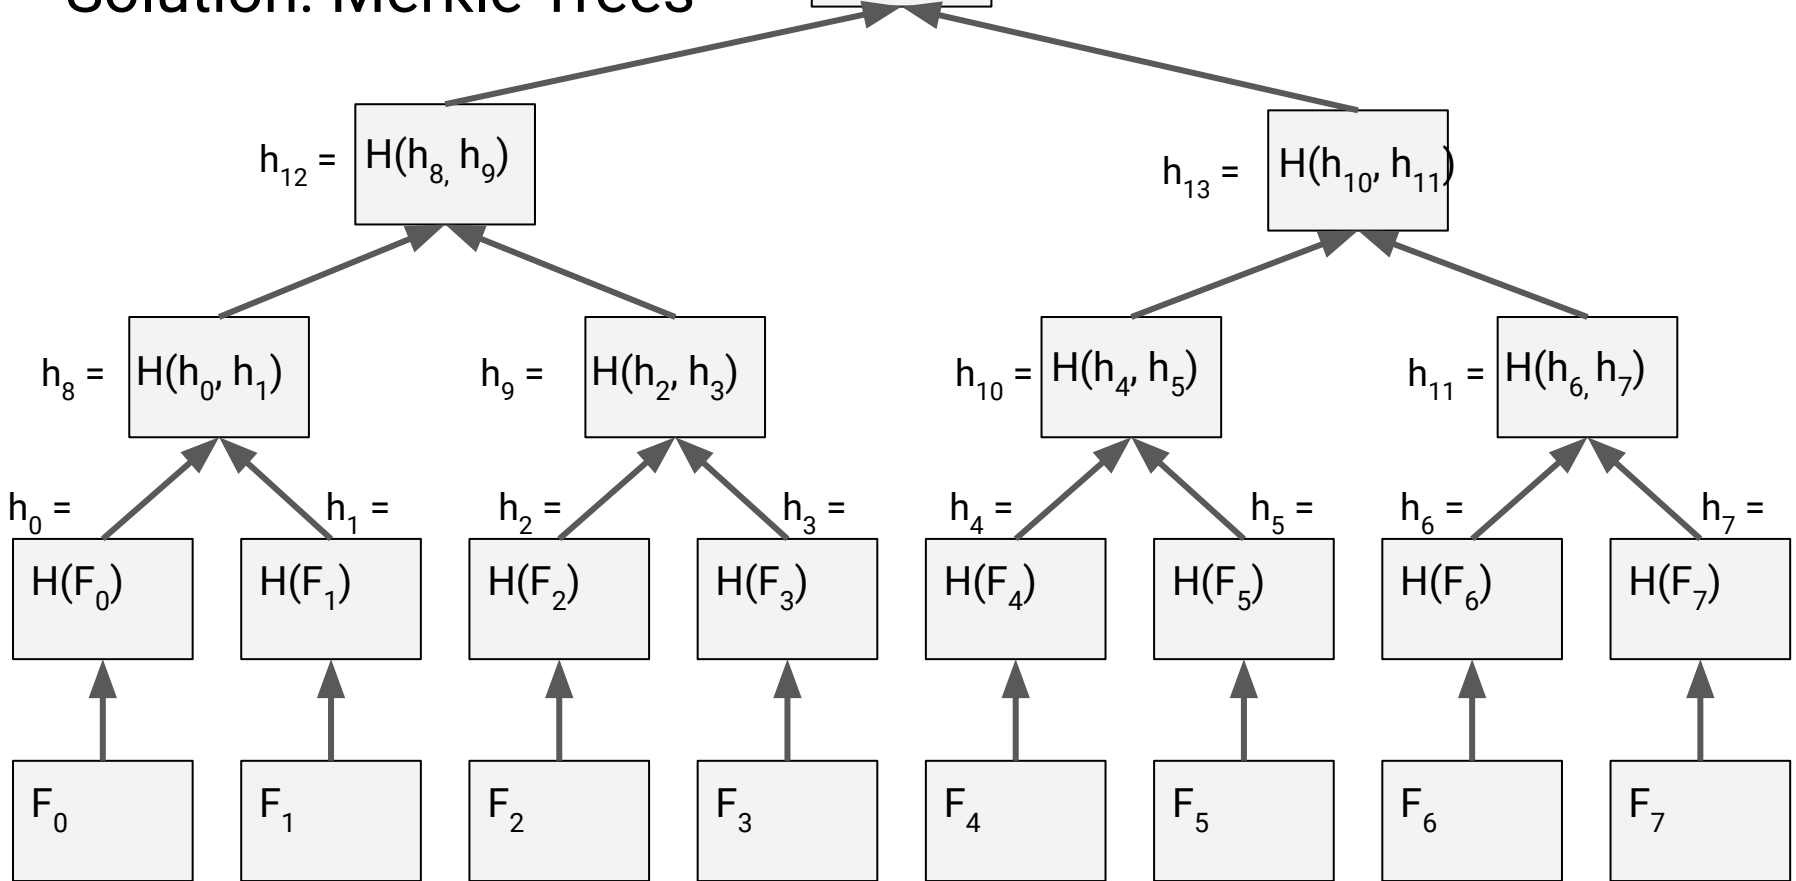 Solution: Merkle Trees
h12 = H(h8, h9)
h13 = H(h10, h11)
h8 = H(h0, h1)
h9 = H(h2, h3)
h10 = H(h4, h5)
h11 = H(h6, h7)
h0 = h1 = h2 = h3 = h4 = h5 = h6 = h7 =
H(F0) H(F1) H(F2) H(F3) H(F4) H(F5) H(F6) H(F7)
F0 F1 F2 F3 F4 F5 F6 F7